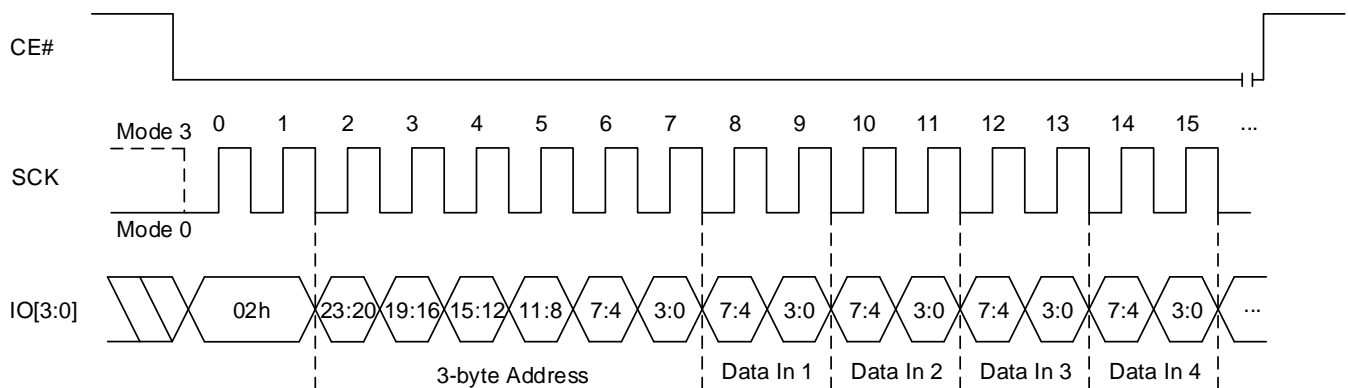 CE#
Mode 3 0 1 2 3 4 5 6 7 8 9 10 11 12 13 14 15 ...
SCK
Mode 0
IO[3:0] 02h 23:20 19:16 15:12 11:8 7:4 3:0 7:4 3:0 7:4 3:0 7:4 3:0 7:4 3:0 ...
3-byte Address Data In 1 Data In 2 Data In 3 Data In 4